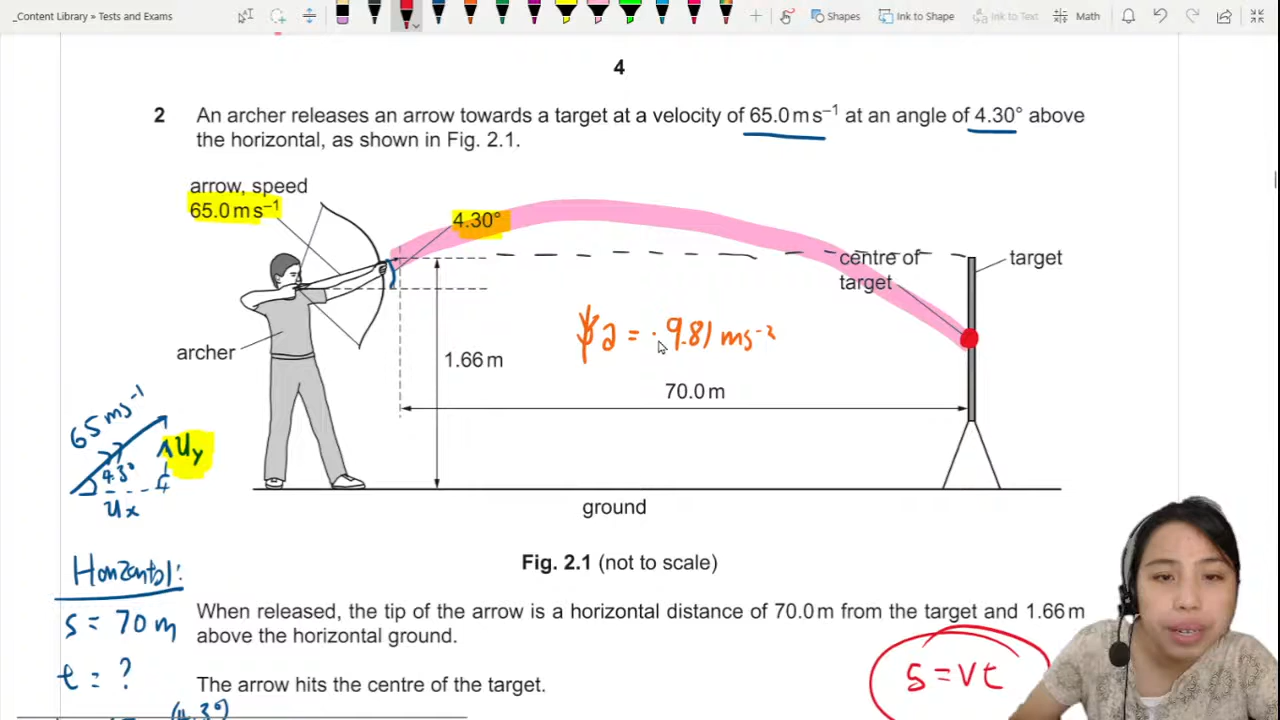 _Content Library » Tests and Exams
Shapes
Ink to Shape
Ink to Text
Math
4
2 An archer releases an arrow towards a target at a velocity of 65.0 m s⁻¹ at an angle of 4.30° above
the horizontal, as shown in Fig. 2.1.
arrow, speed
65.0 m s⁻¹
4.30°
centre of
target
target
archer
1.66 m
a = -9.81 ms⁻²
70.0 m
65 ms⁻¹
4.3°
uy
ux
ground
Fig. 2.1 (not to scale)
Horizontal:
s = 70 m
t = ?
When released, the tip of the arrow is a horizontal distance of 70.0 m from the target and 1.66 m
above the horizontal ground.
The arrow hits the centre of the target.
s = vt